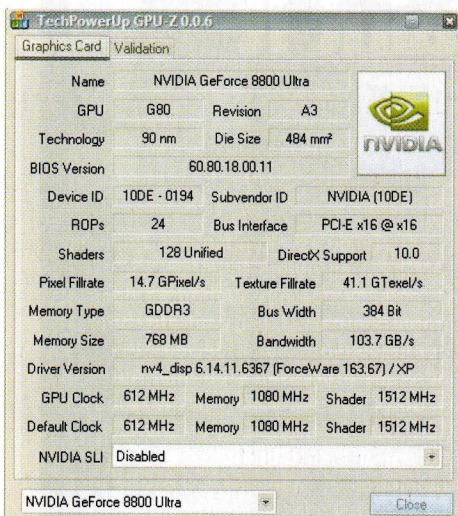 TechPowerUp GPU-Z 0.0.6
Graphics Card Validation
Name NVIDIA GeForce 8800 Ultra
GPU G80 Revision A3
Technology 90 nm Die Size 484 mm²
NVIDIA
BIOS Version 60.80.18.00.11
Device ID 10DE - 0194 Subvendor ID NVIDIA (10DE)
ROPs 24 Bus Interface PCI-E x16 @ x16
Shaders 128 Unified DirectX Support 10.0
Pixel Fillrate 14.7 GPixel/s Texture Fillrate 41.1 GTexel/s
Memory Type GDDR3 Bus Width 384 Bit
Memory Size 768 MB Bandwidth 103.7 GB/s
Driver Version nv4_disp 6.14.11.6367 (ForceWare 163.67) / XP
GPU Clock 612 MHz Memory 1080 MHz Shader 1512 MHz
Default Clock 612 MHz Memory 1080 MHz Shader 1512 MHz
NVIDIA SLI Disabled
NVIDIA GeForce 8800 Ultra Close